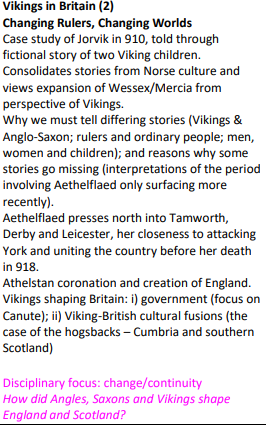 Vikings in Britain (2)
Changing Rulers, Changing Worlds
Case study of Jorvik in 910, told through
fictional story of two Viking children.
Consolidates stories from Norse culture and
views expansion of Wessex/Mercia from
perspective of Vikings.
Why we must tell differing stories (Vikings &
Anglo-Saxon; rulers and ordinary people; men,
women and children); and reasons why some
stories go missing (interpretations of the period
involving Aethelflaed only surfacing more
recently).
Aethelflaed presses north into Tamworth,
Derby and Leicester, her closeness to attacking
York and uniting the country before her death
in 918.
Athelstan coronation and creation of England.
Vikings shaping Britain: i) government (focus on
Canute); ii) Viking-British cultural fusions (the
case of the hogsbacks – Cumbria and southern
Scotland)
Disciplinary focus: change/continuity
How did Angles, Saxons and Vikings shape
England and Scotland?